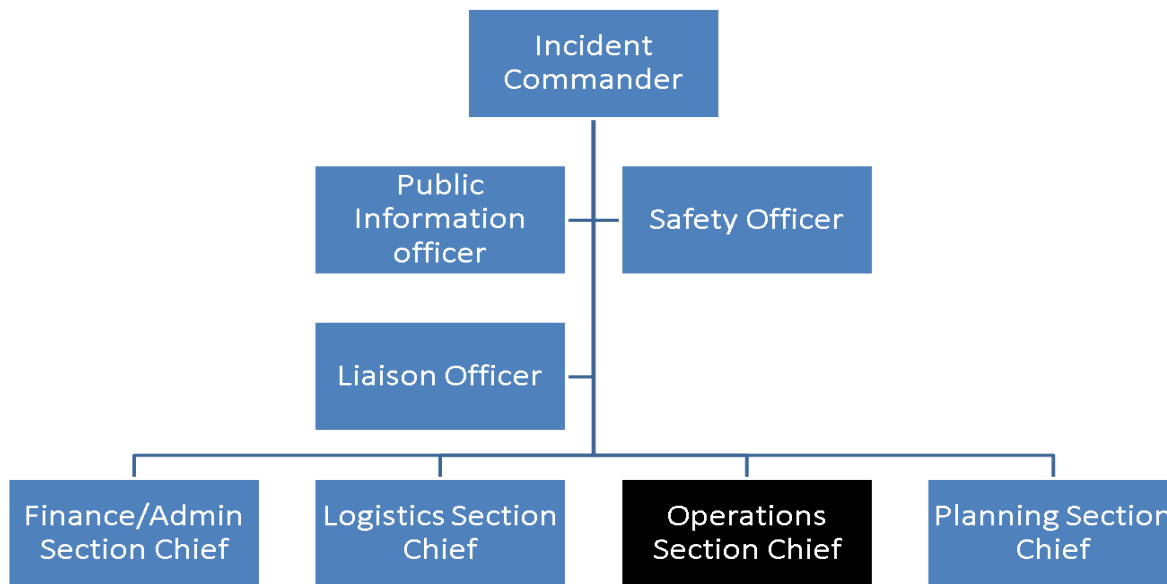 Incident
Commander
Public
Information
officer
Safety Officer
Liaison Officer
Finance/Admin
Section Chief
Logistics Section
Chief
Operations
Section Chief
Planning Section
Chief